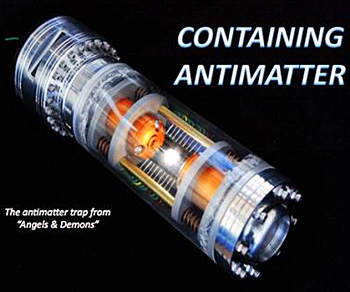 CONTAINING
ANTIMATTER
The antimatter trap from
"Angels & Demons"